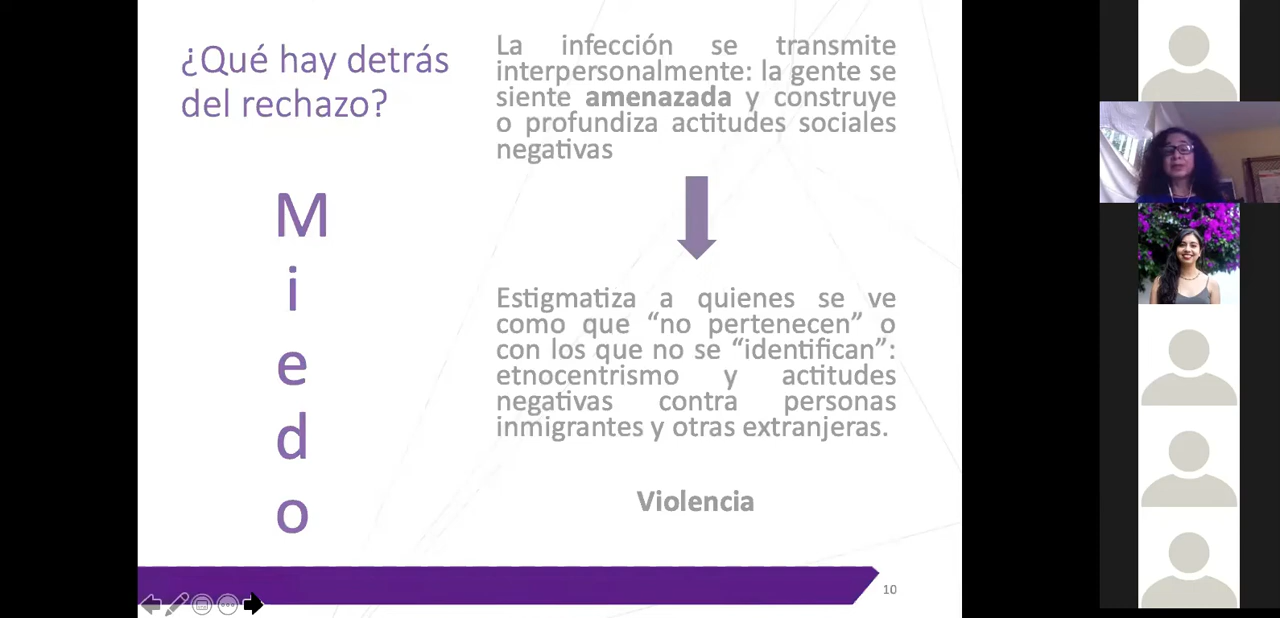 ¿Qué hay detrás
del rechazo?
M
i
e
d
o
La infección se transmite
interpersonalmente: la gente se
siente amenazada y construye
o profundiza actitudes sociales
negativas
Estigmatiza a quienes se ve
como que “no pertenecen” o
con los que no se “identifican”:
etnocentrismo y actitudes
negativas contra personas
inmigrantes y otras extranjeras.
Violencia
10